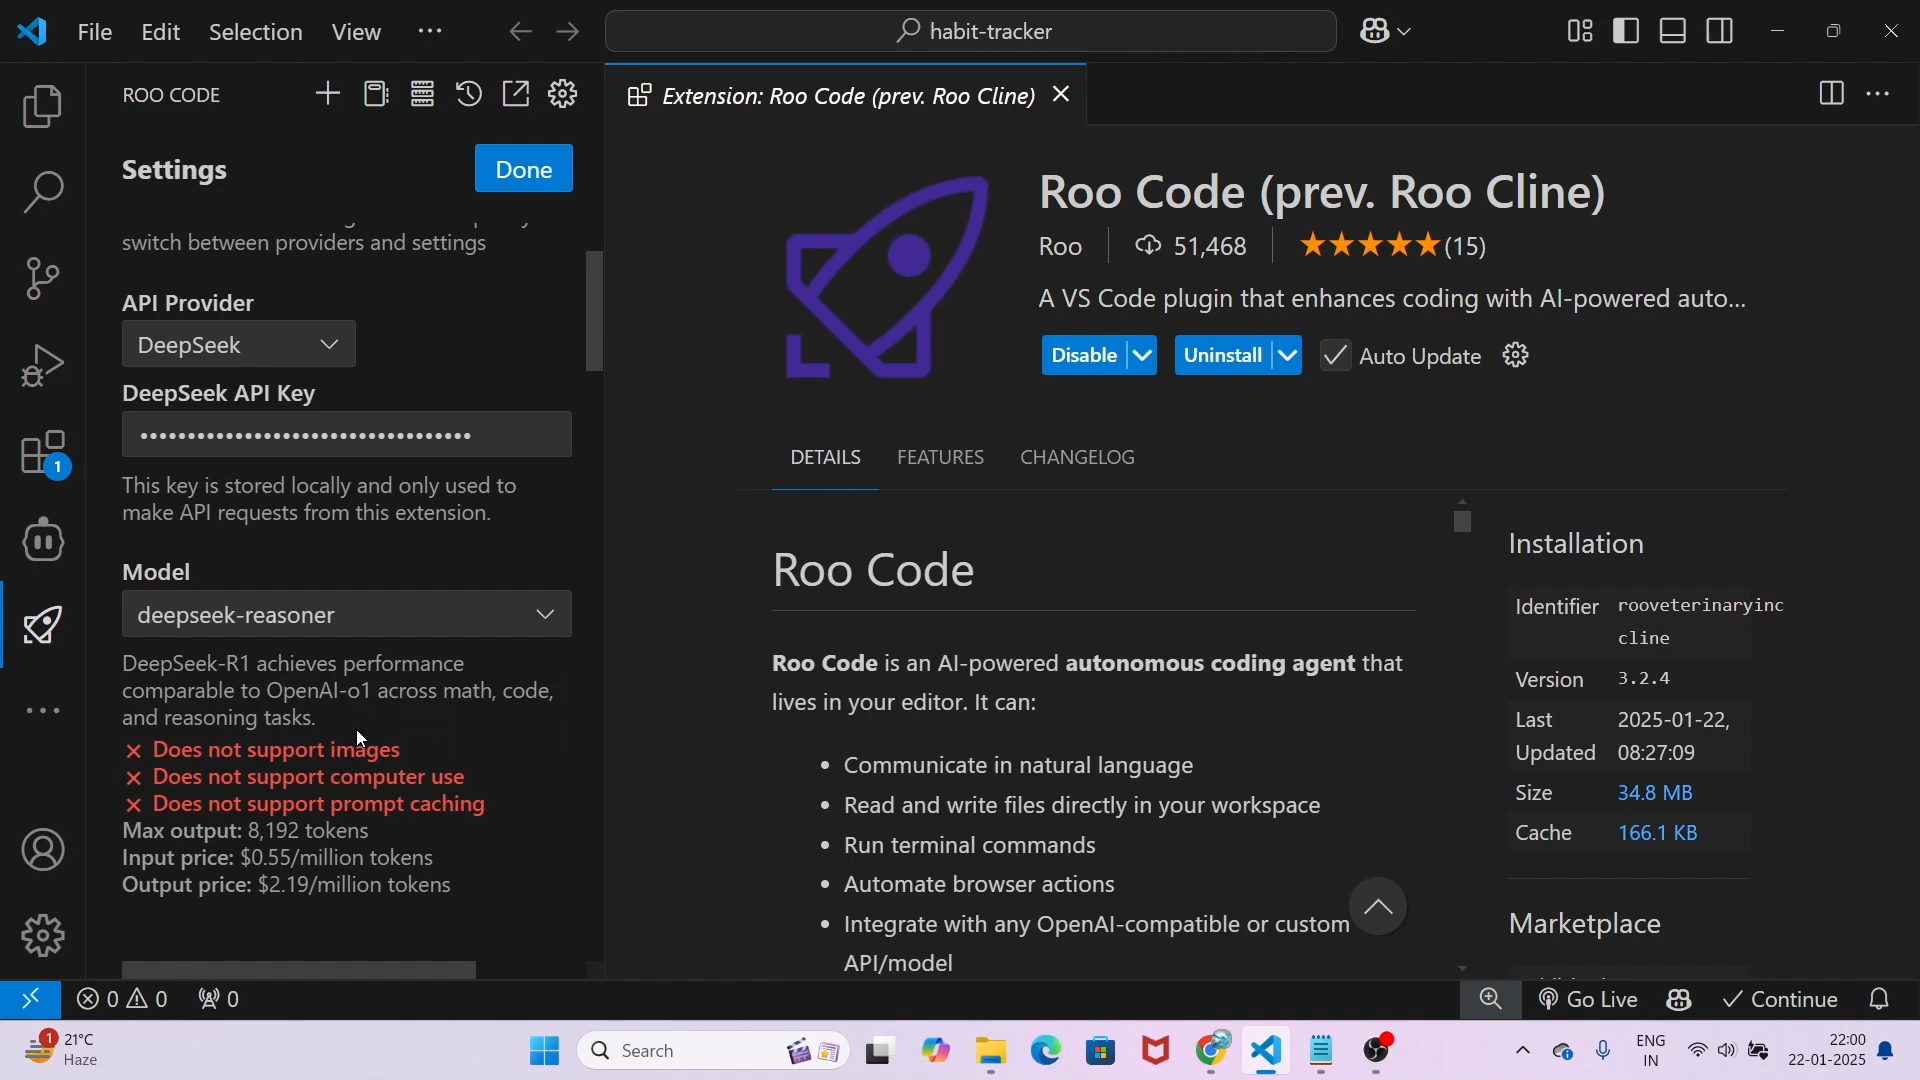 File Edit Selection View ···
habit-tracker
ROO CODE
Extension: Roo Code (prev. Roo Cline)
Settings
Done
switch between providers and settings
API Provider
DeepSeek
DeepSeek API Key
••••••••••••••••••••••••••••••••••••
This key is stored locally and only used to
make API requests from this extension.
Model
deepseek-reasoner
DeepSeek-R1 achieves performance
comparable to OpenAI-o1 across math, code,
and reasoning tasks.
Does not support images
Does not support computer use
Does not support prompt caching
Max output: 8,192 tokens
Input price: $0.55/million tokens
Output price: $2.19/million tokens
1
Roo Code (prev. Roo Cline)
Roo 51,468 (15)
A VS Code plugin that enhances coding with AI-powered auto...
Disable Uninstall Auto Update
DETAILS FEATURES CHANGELOG
Roo Code
Roo Code is an AI-powered autonomous coding agent that
lives in your editor. It can:
• Communicate in natural language
• Read and write files directly in your workspace
• Run terminal commands
• Automate browser actions
• Integrate with any OpenAI-compatible or custom
API/model
Installation
Identifier rooveterinaryinc
cline
Version 3.2.4
Last 2025-01-22,
Updated 08:27:09
Size 34.8 MB
Cache 166.1 KB
Marketplace
0 0 0
Go Live Continue
1
21°C
Haze
Search
ENG
IN
22:00
22-01-2025